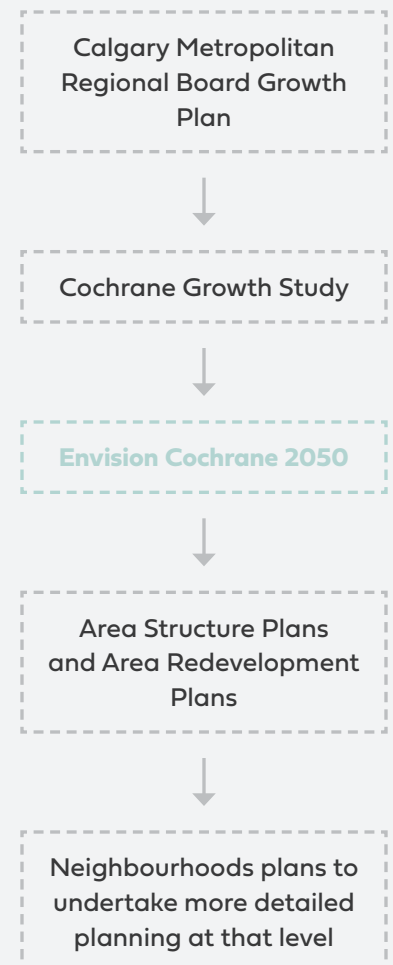 Calgary Metropolitan
Regional Board Growth
Plan
Cochrane Growth Study
Envision Cochrane 2050
Area Structure Plans
and Area Redevelopment
Plans
Neighbourhoods plans to
undertake more detailed
planning at that level